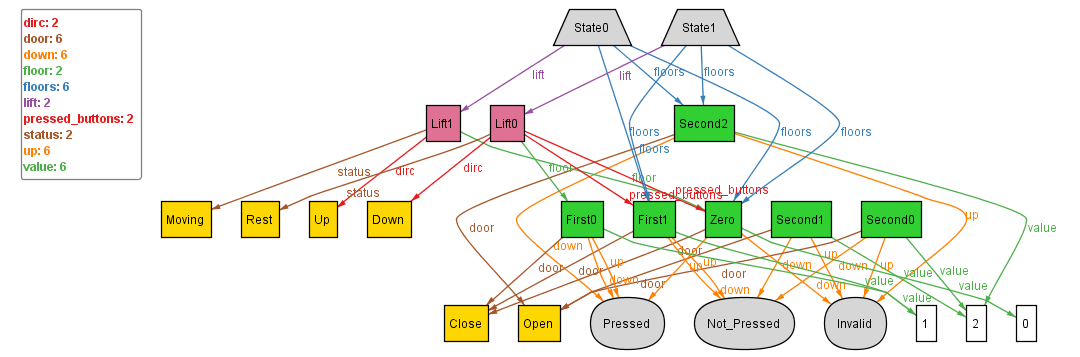 dirc: 2
door: 6
down: 6
floor: 2
floors: 6
lift: 2
pressed_buttons: 2
status: 2
up: 6
value: 6
State0
State1
lift
lift
floors
floors
Lift1
Lift0
Second2
floors
floors
floors
floors
status
dirc
dirc
floor
floor
status
pressed_buttons
pressed_buttons
Moving
Rest
Up
Down
First0
First1
Zero
Second1
Second0
up
door
value
down
door
up
up
up
up
up
door
down
door
door
down
down
down
down
value
value
value
value
value
Close
Open
Pressed
Not_Pressed
Invalid
1
2
0